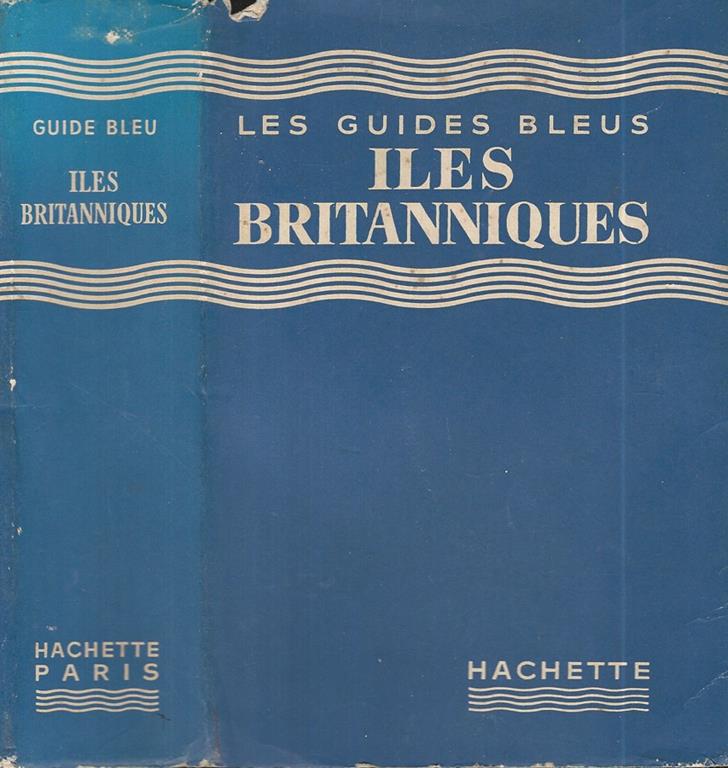 GUIDE BLEU
ILES
BRITANNIQUES
HACHETTE
PARIS
LES GUIDES BLEUS
ILES
BRITANNIQUES
HACHETTE